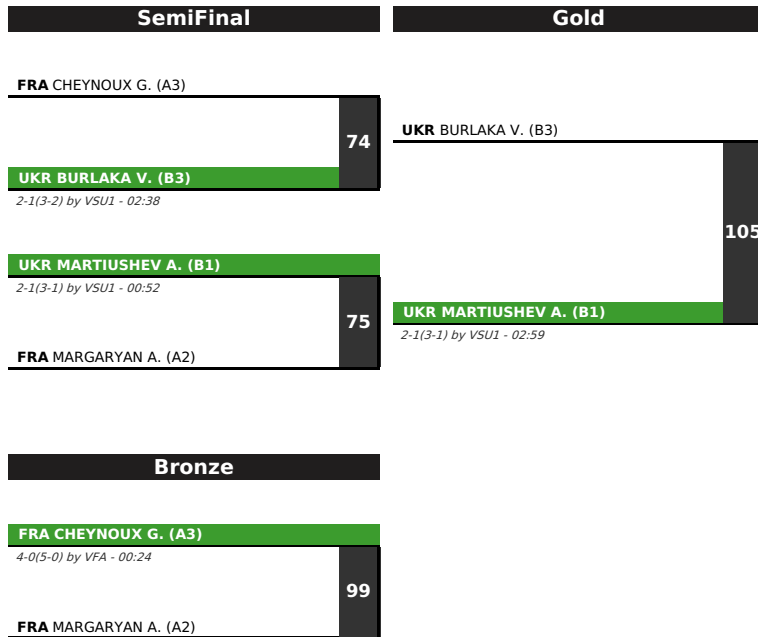 SemiFinal
FRA CHEYNOUX G. (A3)
74
UKR BURLAKA V. (B3)
2-1(3-2) by VSU1 - 02:38
UKR MARTIUSHEV A. (B1)
2-1(3-1) by VSU1 - 00:52
75
FRA MARGARYAN A. (A2)
Gold
UKR BURLAKA V. (B3)
105
UKR MARTIUSHEV A. (B1)
2-1(3-1) by VSU1 - 02:59
Bronze
FRA CHEYNOUX G. (A3)
4-0(5-0) by VFA - 00:24
99
FRA MARGARYAN A. (A2)